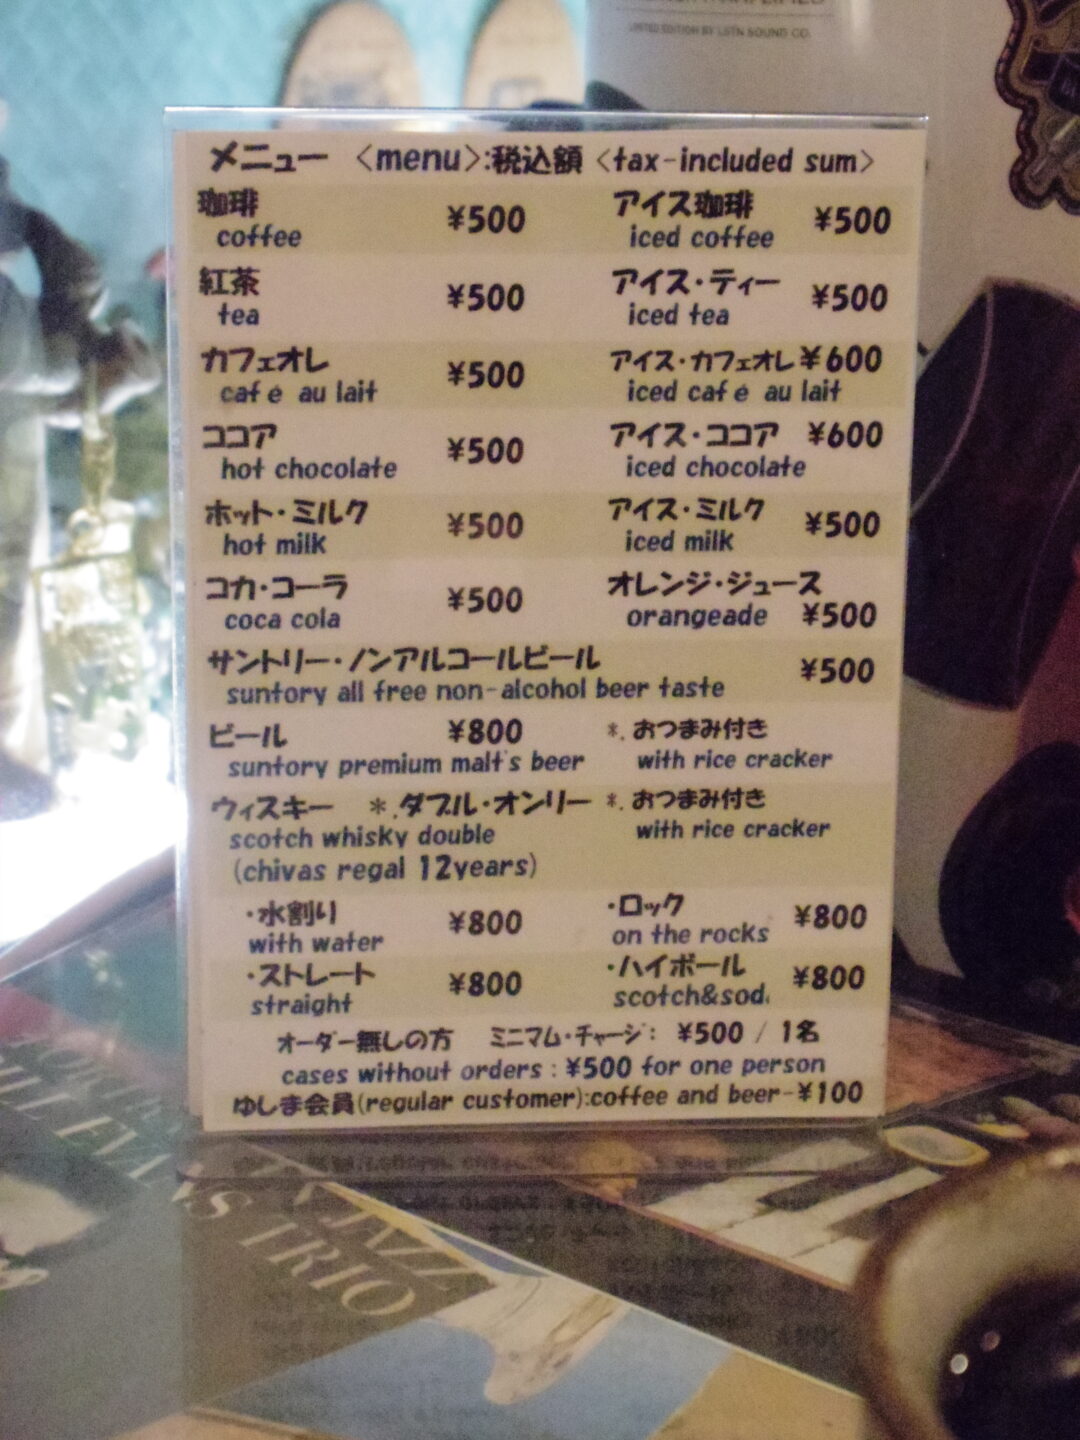 LIMITED EDITION BY LSTN SOUND CO.
メニュー <menu>:税込額 <tax-included sum>
珈琲 ¥500 アイス珈琲 ¥500
coffee iced coffee
紅茶 ¥500 アイス・ティー ¥500
tea iced tea
カフェオレ ¥500 アイス・カフェオレ ¥600
café au lait iced café au lait
ココア ¥500 アイス・ココア ¥600
hot chocolate iced chocolate
ホット・ミルク ¥500 アイス・ミルク ¥500
hot milk iced milk
コカ・コーラ ¥500 オレンジ・ジュース
coca cola orangeade ¥500
サントリー・ノンアルコールビール ¥500
suntory all free non-alcohol beer taste
ビール ¥800 *. おつまみ付き
suntory premium malt's beer with rice cracker
ウィスキー *.ダブル・オンリー *. おつまみ付き
scotch whisky double with rice cracker
(chivas regal 12years)
・水割り ¥800 ・ロック ¥800
with water on the rocks
・ストレート ¥800 ・ハイボール ¥800
straight scotch&sod
オーダー無しの方 ミニマム・チャージ: ¥500 / 1名
cases without orders : ¥500 for one person
ゆしま会員(regular customer):coffee and beer-¥100
EVANS TRIO
JAZZ